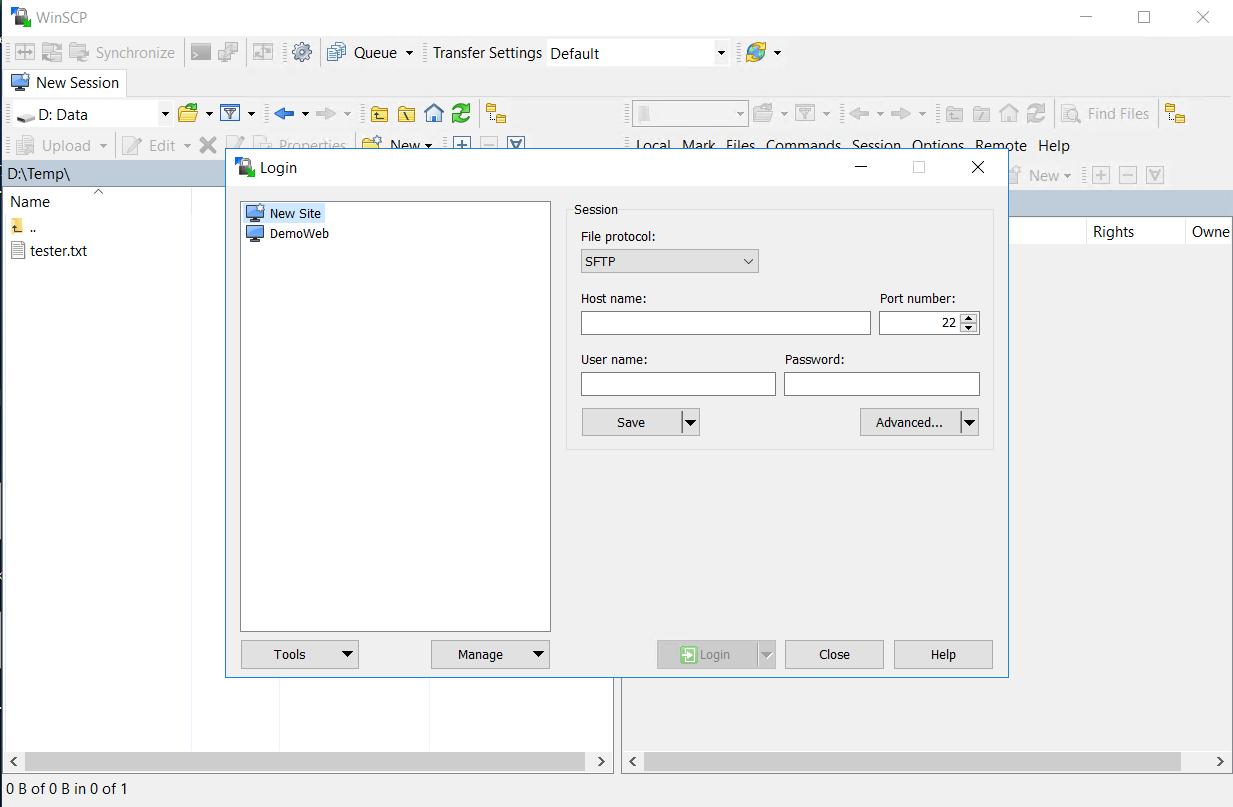 WinSCP
Synchronize Queue Transfer Settings Default
New Session
D: Data Find Files
Upload Edit Properties New Local Mark Files Commands Session Options Remote Help
D:\Temp\ Login New
Name New Site Session Rights Owne
.. DemoWeb File protocol:
tester.txt SFTP
Host name: Port number:
22
User name: Password:
Save Advanced...
Tools Manage Login Close Help
0 B of 0 B in 0 of 1